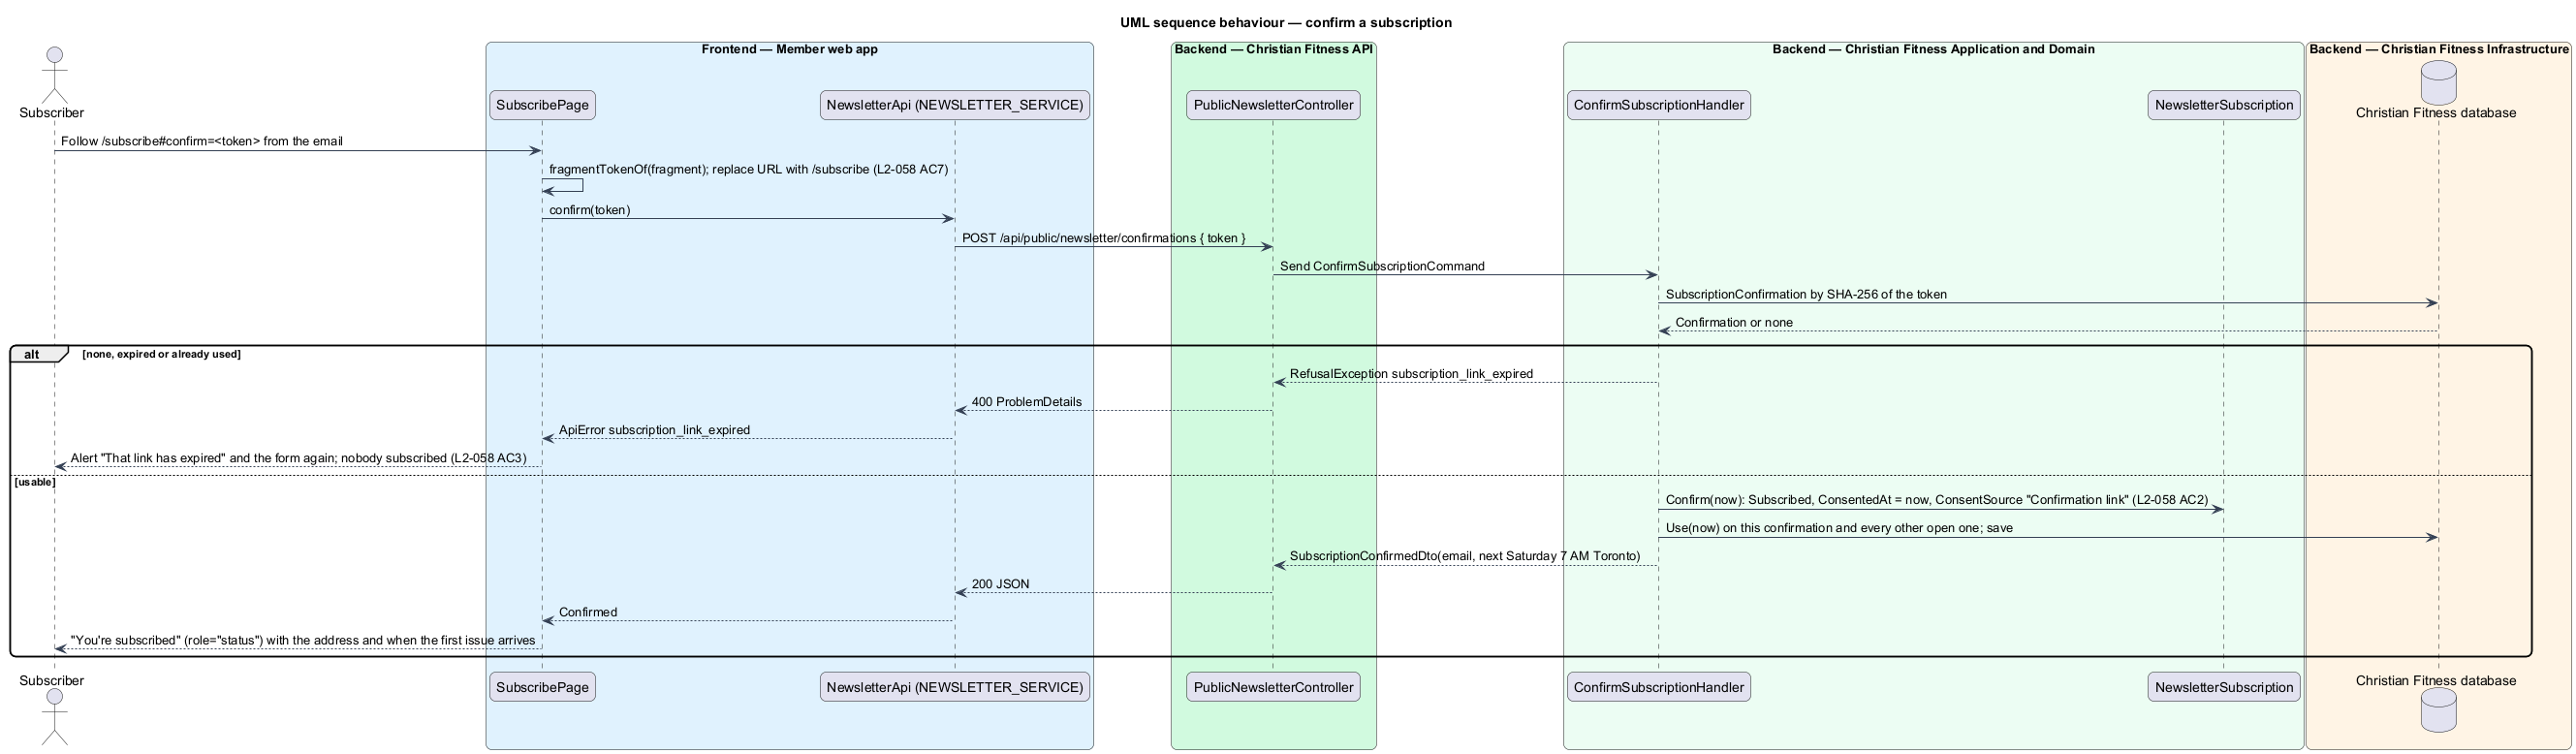 UML sequence behaviour — confirm a subscription
Frontend — Member web app
Backend — Christian Fitness API
Backend — Christian Fitness Application and Domain
Backend — Christian Fitness Infrastructure
Subscriber
SubscribePage
NewsletterApi (NEWSLETTER_SERVICE)
PublicNewsletterController
ConfirmSubscriptionHandler
NewsletterSubscription
Christian Fitness database
Follow /subscribe#confirm=<token> from the email
fragmentTokenOf(fragment); replace URL with /subscribe (L2-058 AC7)
confirm(token)
POST /api/public/newsletter/confirmations { token }
Send ConfirmSubscriptionCommand
SubscriptionConfirmation by SHA-256 of the token
Confirmation or none
alt
[none, expired or already used]
RefusalException subscription_link_expired
400 ProblemDetails
ApiError subscription_link_expired
Alert "That link has expired" and the form again; nobody subscribed (L2-058 AC3)
[usable]
Confirm(now): Subscribed, ConsentedAt = now, ConsentSource "Confirmation link" (L2-058 AC2)
Use(now) on this confirmation and every other open one; save
SubscriptionConfirmedDto(email, next Saturday 7 AM Toronto)
200 JSON
Confirmed
"You're subscribed" (role="status") with the address and when the first issue arrives
Subscriber
SubscribePage
NewsletterApi (NEWSLETTER_SERVICE)
PublicNewsletterController
ConfirmSubscriptionHandler
NewsletterSubscription
Christian Fitness database